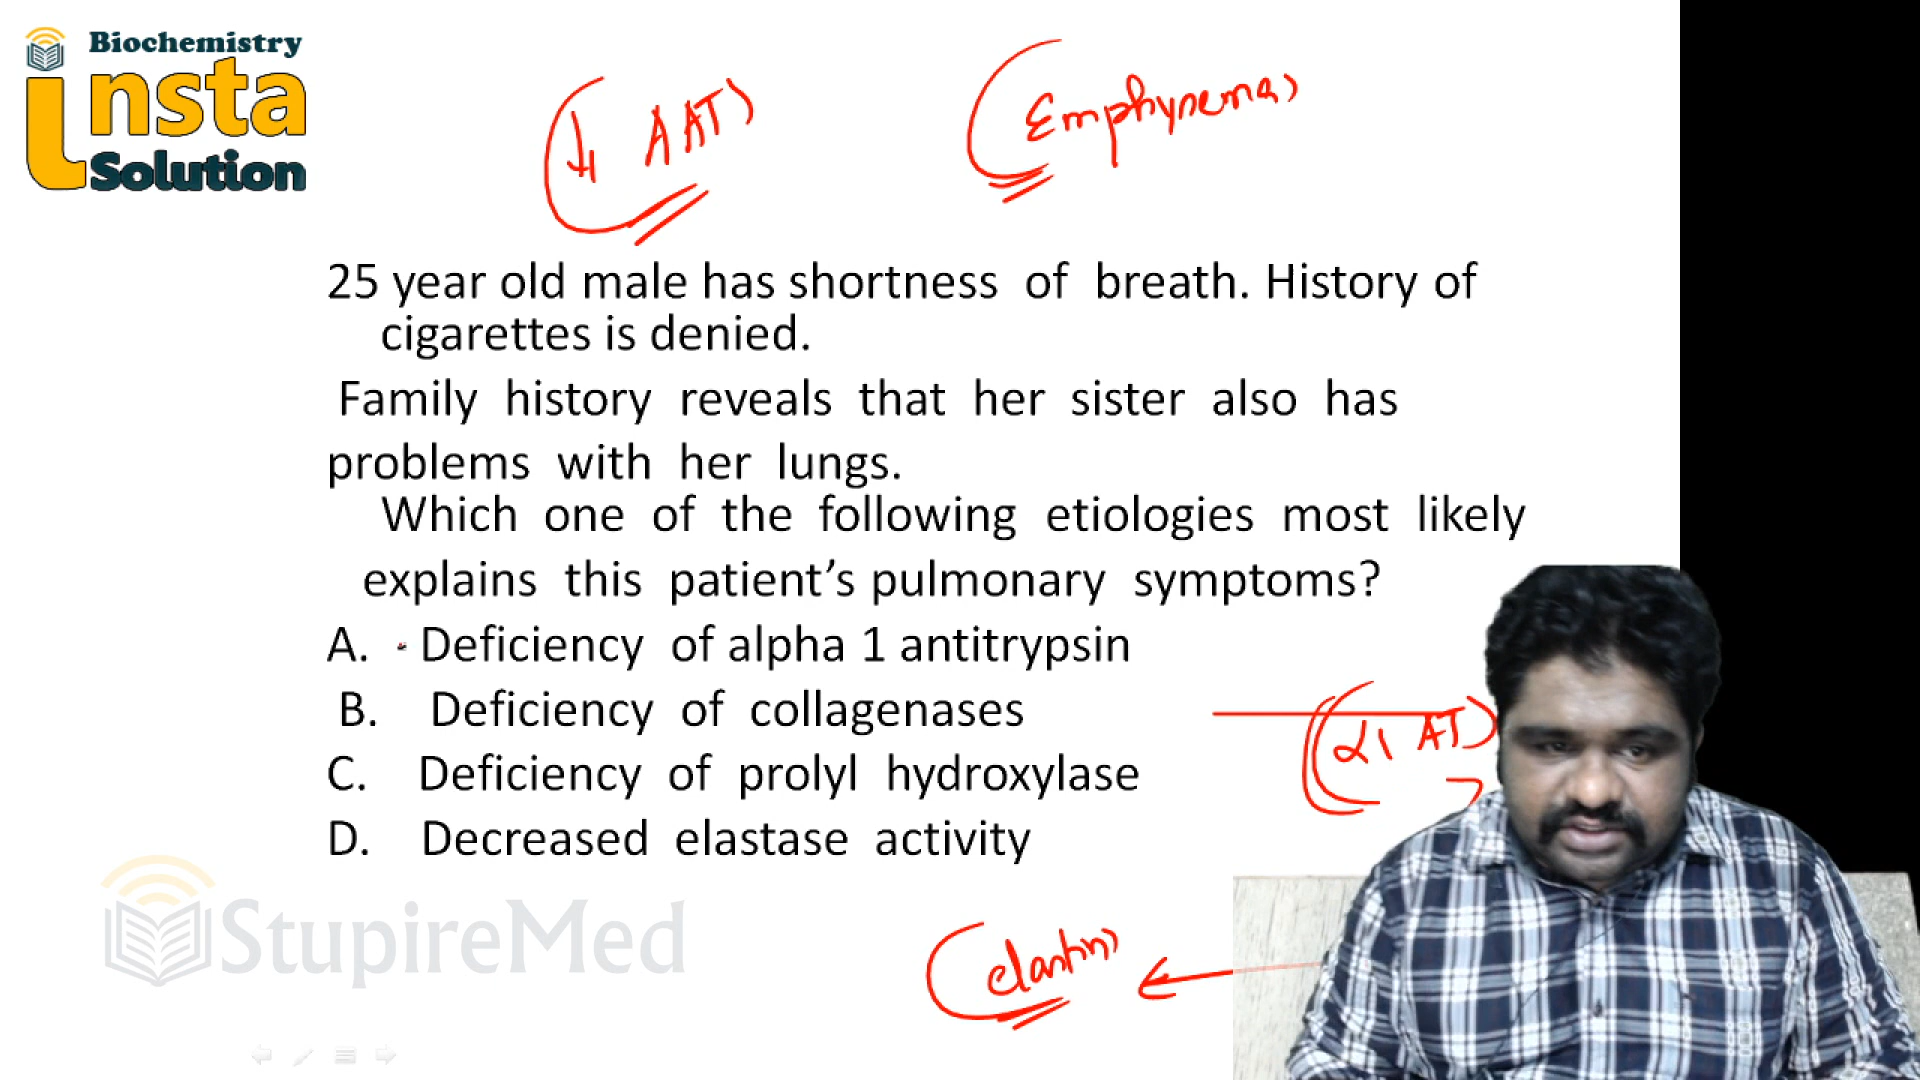 Biochemistry
insta
Solution
↓ AAT
Emphysema
25 year old male has shortness of breath. History of
cigarettes is denied.
Family history reveals that her sister also has
problems with her lungs.
Which one of the following etiologies most likely
explains this patient’s pulmonary symptoms?
A. Deficiency of alpha 1 antitrypsin
B. Deficiency of collagenases
C. Deficiency of prolyl hydroxylase
D. Decreased elastase activity
α1 AT
StupireMed
elastin